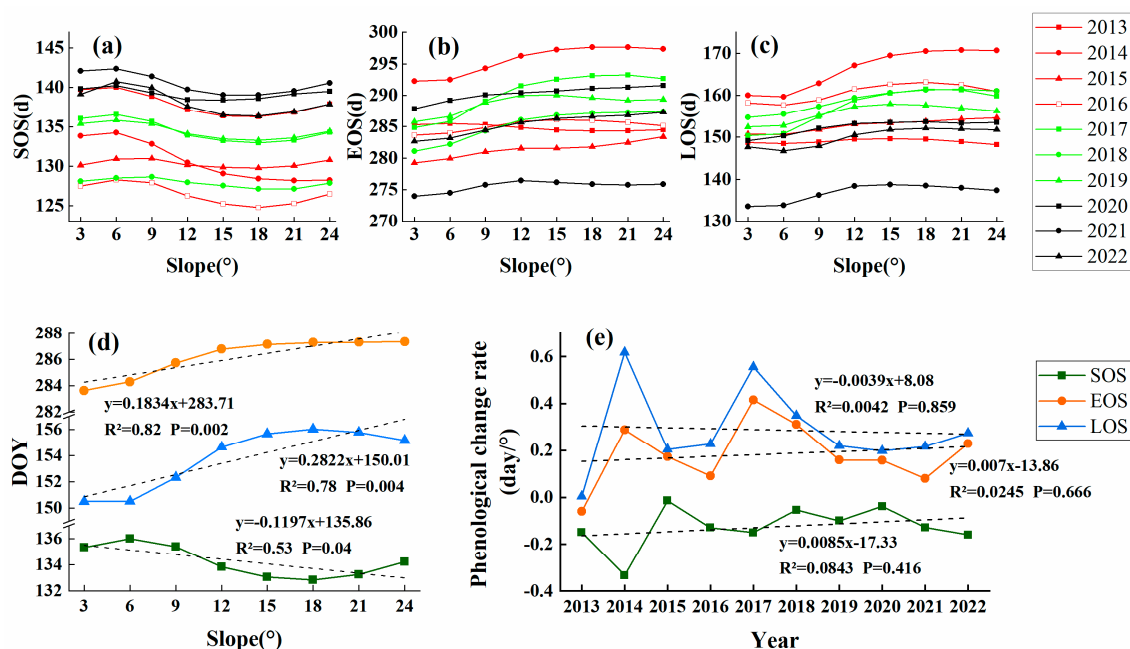 (a)
SOS(d)
145
140
135
130
125
3 6 9 12 15 18 21 24
Slope(°)
(b)
EOS(d)
300
295
290
285
280
275
270
3 6 9 12 15 18 21 24
Slope(°)
(c)
LOS(d)
170
160
150
140
130
3 6 9 12 15 18 21 24
Slope(°)
2013
2014
2015
2016
2017
2018
2019
2020
2021
2022
(d)
DOY
288
286
284
282
156
154
152
150
136
134
132
y=0.1834x+283.71
R²=0.82 P=0.002
y=0.2822x+150.01
R²=0.78 P=0.004
y=-0.1197x+135.86
R²=0.53 P=0.04
3 6 9 12 15 18 21 24
Slope(°)
(e)
Phenological change rate
(day/°)
0.6
0.4
0.2
0.0
-0.2
-0.4
y=-0.0039x+8.08
R²=0.0042 P=0.859
y=0.007x-13.86
R²=0.0245 P=0.666
y=0.0085x-17.33
R²=0.0843 P=0.416
2013 2014 2015 2016 2017 2018 2019 2020 2021 2022
Year
SOS
EOS
LOS